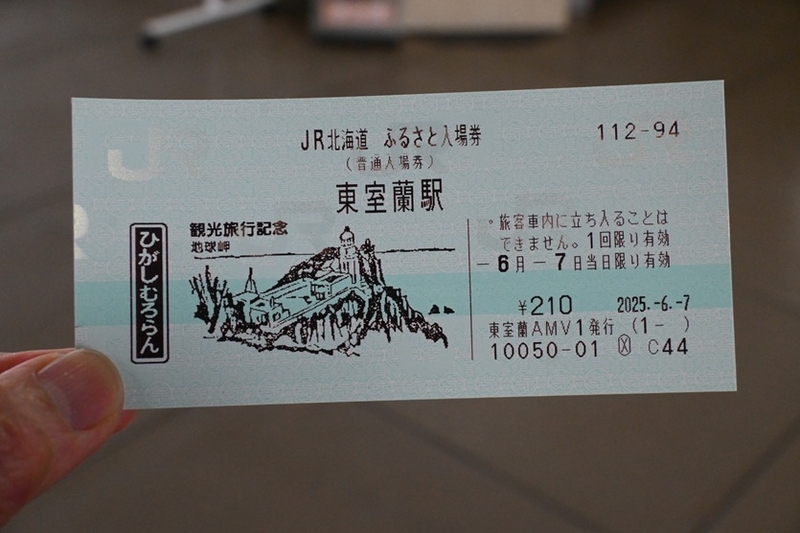 JR北海道 ふるさと入場券
112-94
(普通入場券)
東室蘭駅
観光旅行記念
地球岬
ひがしむろらん
・旅客車内に立ち入ることは
できません。1回限り有効
-6月-7日当日限り有効
¥210 2025.-6.-7
東室蘭AMV1発行 (1- )
10050-01 C44